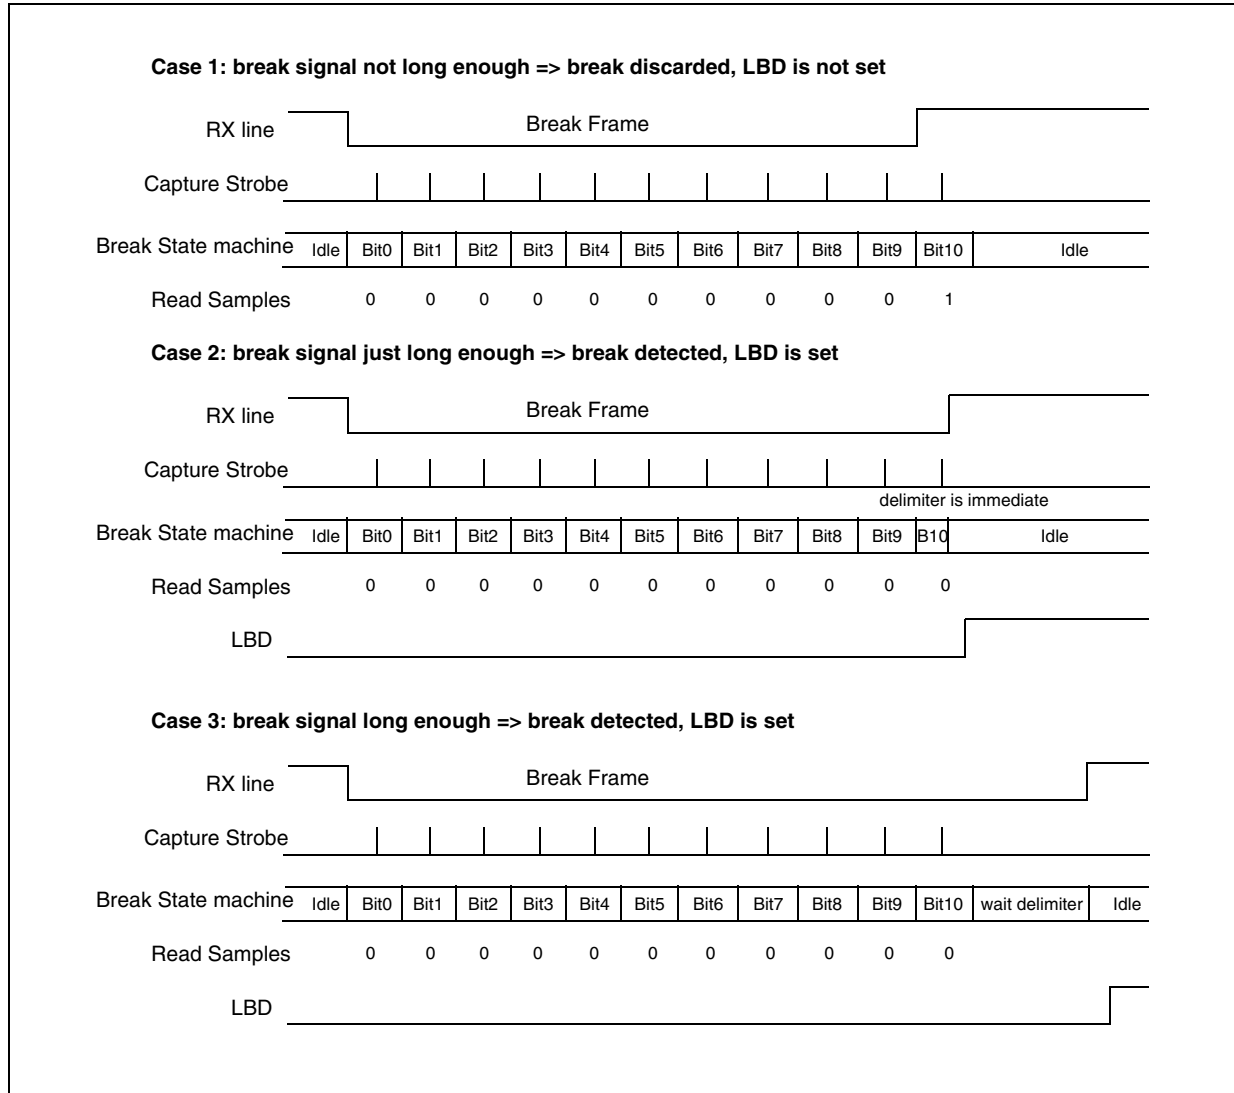 Case 1: break signal not long enough => break discarded, LBD is not set
RX line Break Frame
Capture Strobe
Break State machine Idle Bit0 Bit1 Bit2 Bit3 Bit4 Bit5 Bit6 Bit7 Bit8 Bit9 Bit10 Idle
Read Samples 0 0 0 0 0 0 0 0 0 0 1
Case 2: break signal just long enough => break detected, LBD is set
RX line Break Frame
Capture Strobe
delimiter is immediate
Break State machine Idle Bit0 Bit1 Bit2 Bit3 Bit4 Bit5 Bit6 Bit7 Bit8 Bit9 B10 Idle
Read Samples 0 0 0 0 0 0 0 0 0 0 0
LBD
Case 3: break signal long enough => break detected, LBD is set
RX line Break Frame
Capture Strobe
Break State machine Idle Bit0 Bit1 Bit2 Bit3 Bit4 Bit5 Bit6 Bit7 Bit8 Bit9 Bit10 wait delimiter Idle
Read Samples 0 0 0 0 0 0 0 0 0 0 0
LBD